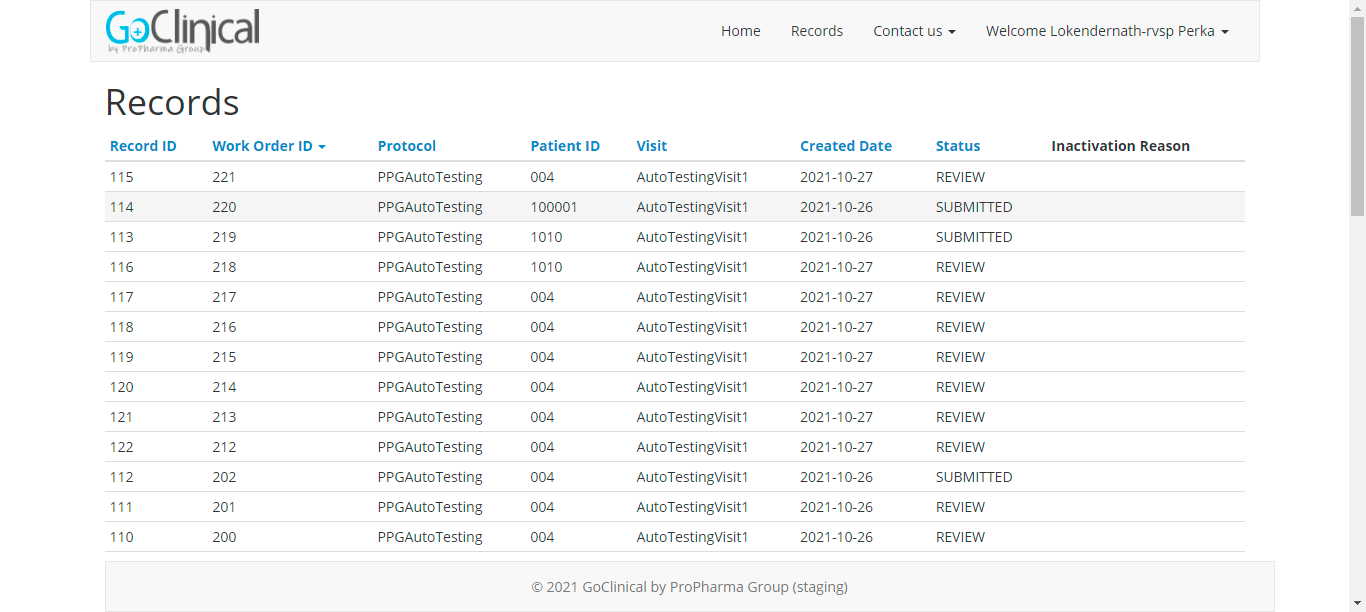 GoClinical
by ProPharma Group
Home Records Contact us Welcome Lokendernath-rvsp Perka
Records
Record ID Work Order ID Protocol Patient ID Visit Created Date Status Inactivation Reason
115 221 PPGAutoTesting 004 AutoTestingVisit1 2021-10-27 REVIEW
114 220 PPGAutoTesting 100001 AutoTestingVisit1 2021-10-26 SUBMITTED
113 219 PPGAutoTesting 1010 AutoTestingVisit1 2021-10-26 SUBMITTED
116 218 PPGAutoTesting 1010 AutoTestingVisit1 2021-10-27 REVIEW
117 217 PPGAutoTesting 004 AutoTestingVisit1 2021-10-27 REVIEW
118 216 PPGAutoTesting 004 AutoTestingVisit1 2021-10-27 REVIEW
119 215 PPGAutoTesting 004 AutoTestingVisit1 2021-10-27 REVIEW
120 214 PPGAutoTesting 004 AutoTestingVisit1 2021-10-27 REVIEW
121 213 PPGAutoTesting 004 AutoTestingVisit1 2021-10-27 REVIEW
122 212 PPGAutoTesting 004 AutoTestingVisit1 2021-10-27 REVIEW
112 202 PPGAutoTesting 004 AutoTestingVisit1 2021-10-26 SUBMITTED
111 201 PPGAutoTesting 004 AutoTestingVisit1 2021-10-26 REVIEW
110 200 PPGAutoTesting 004 AutoTestingVisit1 2021-10-26 REVIEW
© 2021 GoClinical by ProPharma Group (staging)